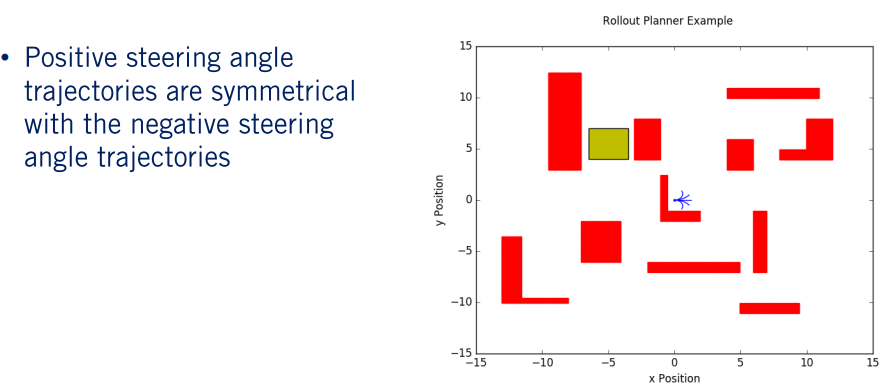 • Positive steering angle
trajectories are symmetrical
with the negative steering
angle trajectories
Rollout Planner Example
15
10
5
0
−5
−10
−15
y Position
−15 −10 −5 0 5 10 15
x Position